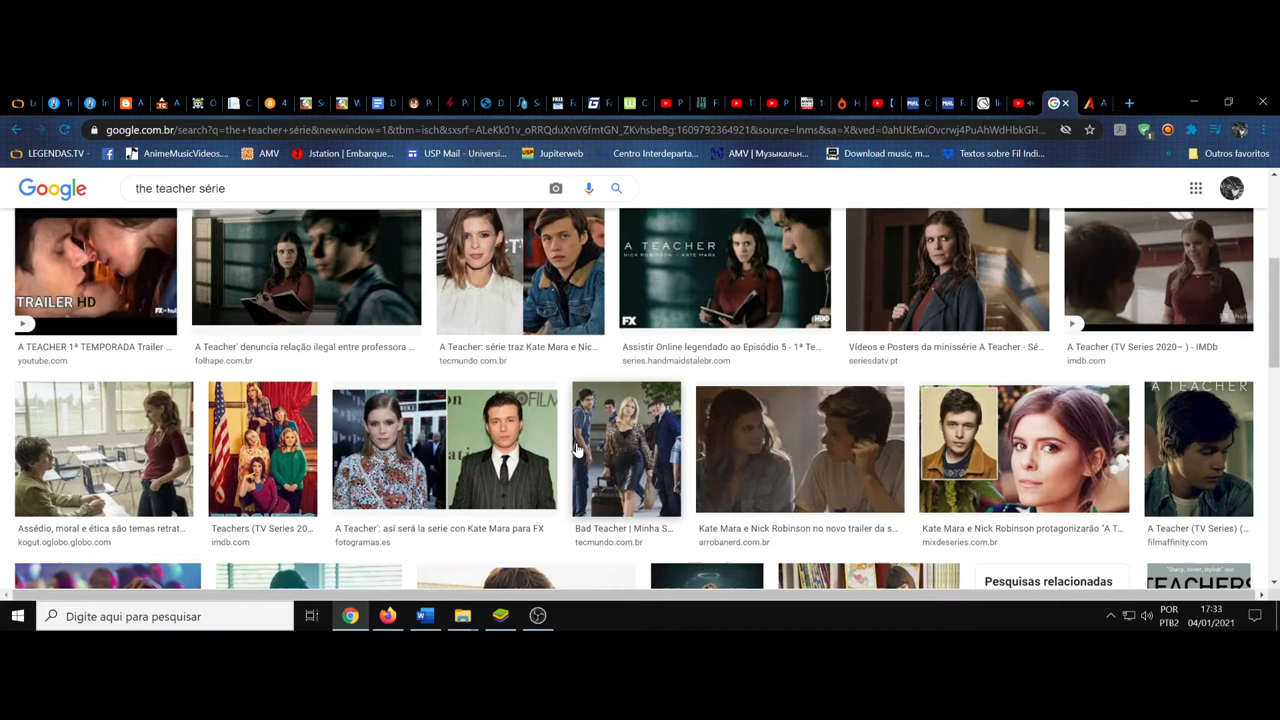 google.com.br/search?q=the+teacher+série&newwindow=1&tbm=isch&sxsrf=ALeKk01v_oRRQduXnV6fmtGN_ZKvhsbeBg:1609792364921&source=lnms&sa=X&ved=0ahUKEwiOvcrwj4PuAhWdHbkGH...
LEGENDAS.TV
AnimeMusicVideos....
AMV
Jstation | Embarque...
USP Mail - Universi...
Jupiterweb
Centro Interdeparta...
AMV | Музыкальн...
Download music, m...
Textos sobre Fil Indi...
»
Outros favoritos
Google
the teacher série
TRAILER HD
FX•hulu
A TEACHER
NICK ROBINSON - KATE MARA
FX
HBO
A TEACHER 1ª TEMPORADA Trailer ...
youtube.com
A Teacher' denuncia relação ilegal entre professora ...
folhape.com.br
A Teacher: série traz Kate Mara e Nic...
tecmundo.com.br
Assistir Online legendado ao Episódio 5 - 1ª Te...
series.handmaidstalebr.com
Vídeos e Posters da minissérie A Teacher - Sé...
seriesdatv.pt
A Teacher (TV Series 2020– ) - IMDb
imdb.com
A TEACHER
Teachers (TV Series 20...
imdb.com
Assédio, moral e ética são temas retrat...
kogut.oglobo.globo.com
A Teacher': así será la serie con Kate Mara para FX
fotogramas.es
Bad Teacher | Minha S...
tecmundo.com.br
Kate Mara e Nick Robinson no novo trailer da s...
arrobanerd.com.br
Kate Mara e Nick Robinson protagonizarão "A T...
mixdeseries.com.br
A Teacher (TV Series) (...
filmaffinity.com
Pesquisas relacionadas
"Sharp, clever, stylish"
TEACHERS
Digite aqui para pesquisar
POR
PTB2
17:33
04/01/2021